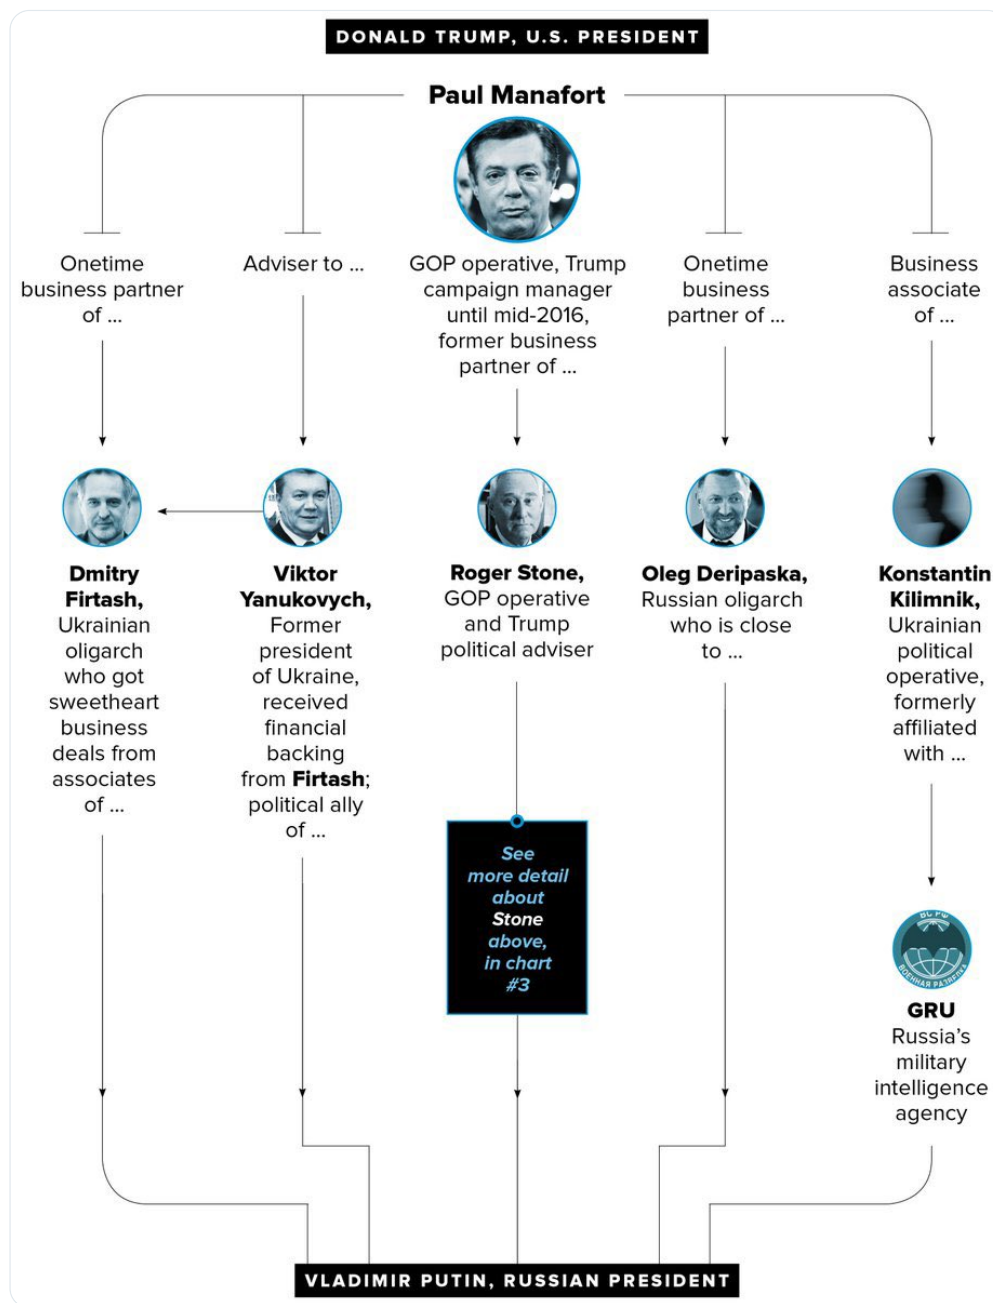 DONALD TRUMP, U.S. PRESIDENT
Paul Manafort
Onetime
business partner
of ...
Adviser to ...
GOP operative, Trump
campaign manager
until mid-2016,
former business
partner of ...
Onetime
business
partner of ...
Business
associate
of ...
Dmitry
Firtash,
Ukrainian
oligarch
who got
sweetheart
business
deals from
associates
of ...
Viktor
Yanukovych,
Former
president
of Ukraine,
received
financial
backing
from Firtash;
political ally
of ...
Roger Stone,
GOP operative
and Trump
political adviser
See
more detail
about
Stone
above,
in chart
#3
Oleg Deripaska,
Russian oligarch
who is close
to ...
Konstantin
Kilimnik,
Ukrainian
political
operative,
formerly
affiliated
with ...
ВС РФ
ВОЕННАЯ РАЗВЕДКА
GRU
Russia's
military
intelligence
agency
VLADIMIR PUTIN, RUSSIAN PRESIDENT